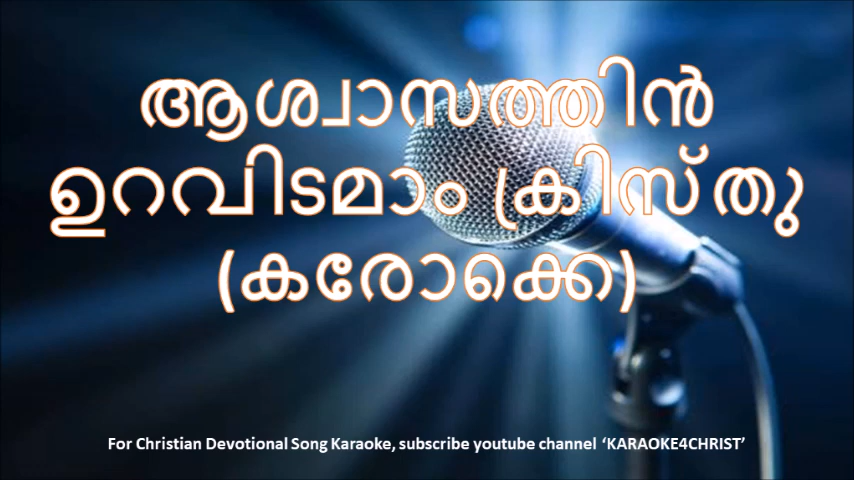 ആശ്വാസത്തിൻ
ഉറവിടമാം ക്രിസ്തു
(കരോക്കെ)
For Christian Devotional Song Karaoke, subscribe youtube channel ‘KARAOKE4CHRIST’